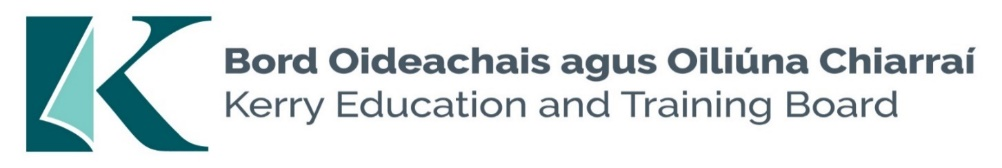 Bord Oideachais agus Oiliúna Chiarraí
Kerry Education and Training Board